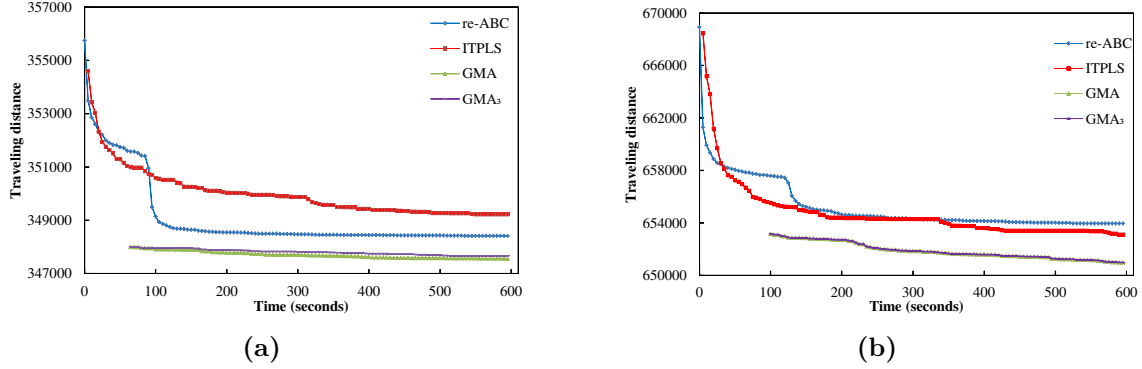 357000
355000
353000
351000
349000
347000
Traveling distance
0 100 200 300 400 500 600
Time (seconds)
re-ABC
ITPLS
GMA
GMA₃
(a)
670000
666000
662000
658000
654000
650000
Traveling distance
0 100 200 300 400 500 600
Time (seconds)
re-ABC
ITPLS
GMA
GMA₃
(b)